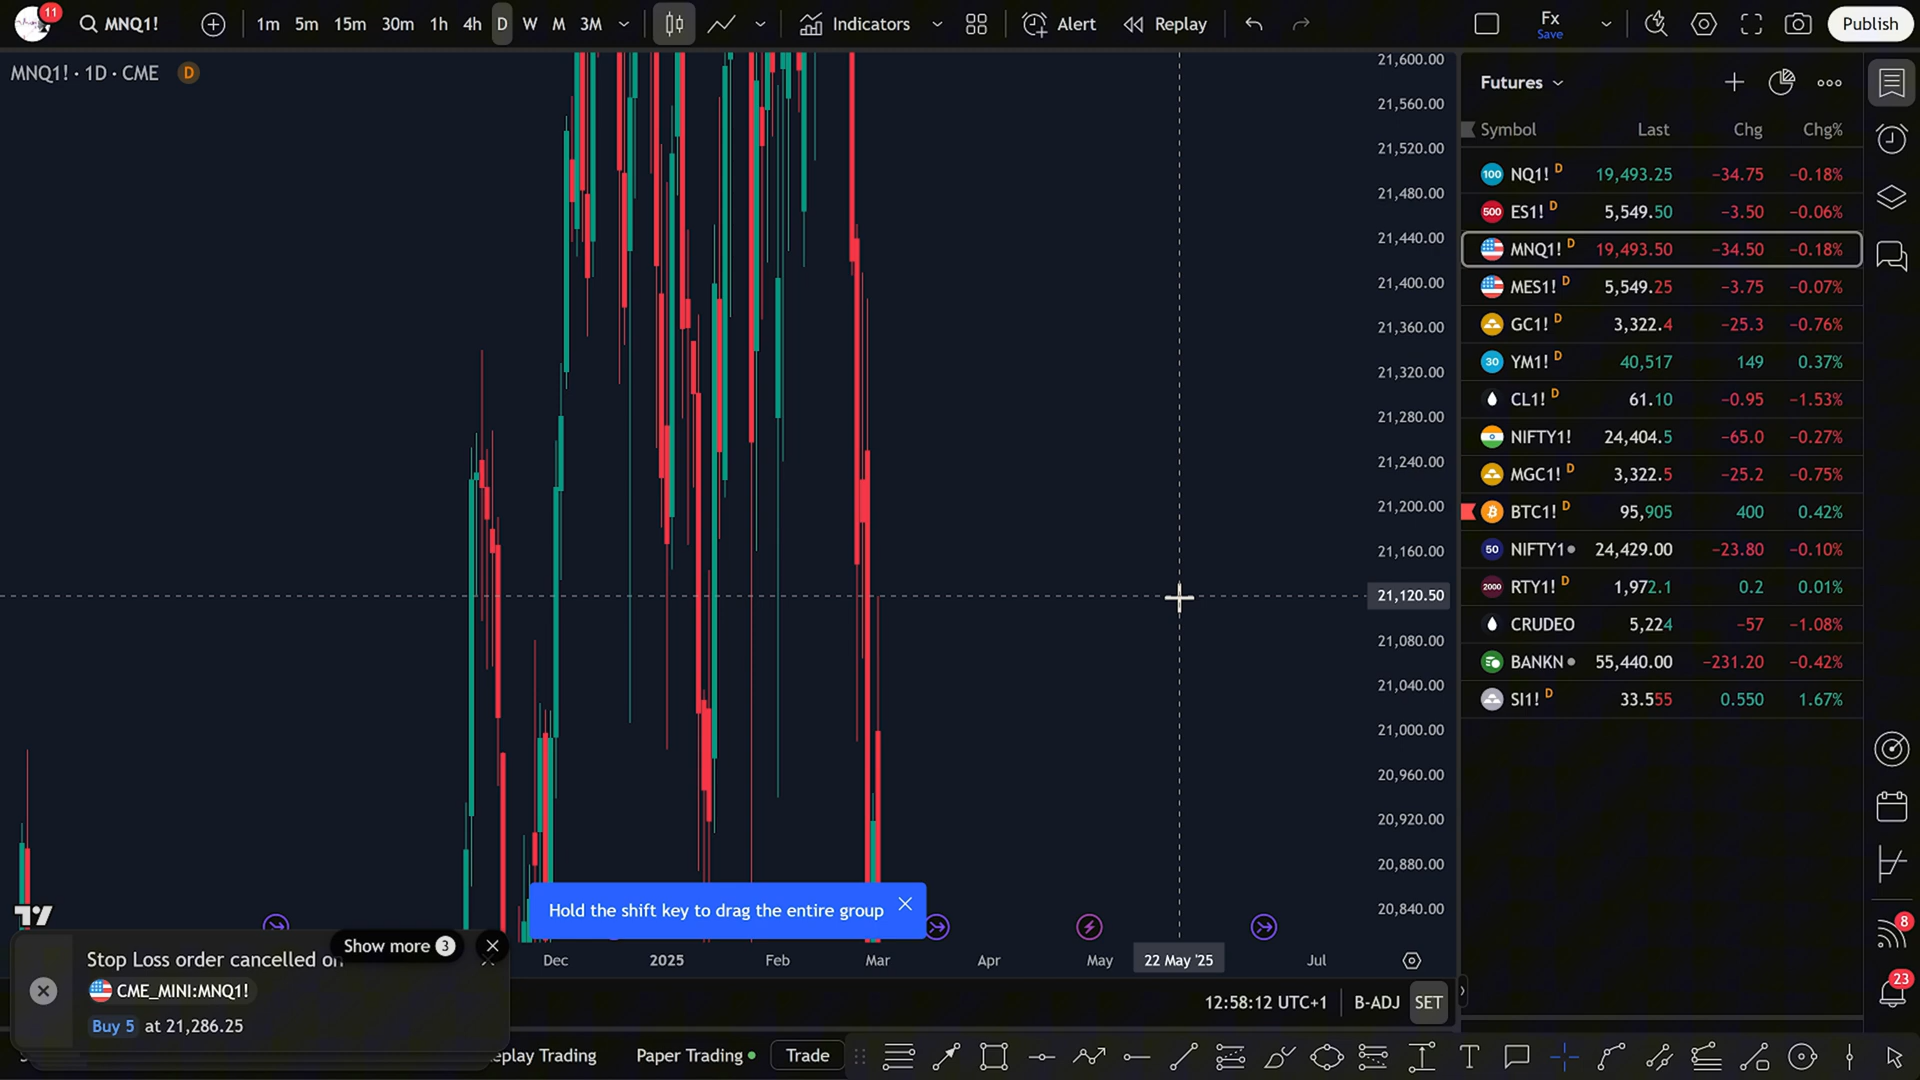 11
MNQ1!
1m 5m 15m 30m 1h 4h D W M 3M
Indicators
Alert
Replay
Fx
Save
Publish
MNQ1! · 1D · CME D
21,600.00
21,560.00
21,520.00
21,480.00
21,440.00
21,400.00
21,360.00
21,320.00
21,280.00
21,240.00
21,200.00
21,160.00
21,120.50
21,080.00
21,040.00
21,000.00
20,960.00
20,920.00
20,880.00
20,840.00
Futures
Symbol Last Chg Chg%
100 NQ1! D 19,493.25 −34.75 −0.18%
500 ES1! D 5,549.50 −3.50 −0.06%
MNQ1! D 19,493.50 −34.50 −0.18%
MES1! D 5,549.25 −3.75 −0.07%
GC1! D 3,322.4 −25.3 −0.76%
30 YM1! D 40,517 149 0.37%
CL1! D 61.10 −0.95 −1.53%
NIFTY1! 24,404.5 −65.0 −0.27%
MGC1! D 3,322.5 −25.2 −0.75%
BTC1! D 95,905 400 0.42%
50 NIFTY1 24,429.00 −23.80 −0.10%
2000 RTY1! D 1,972.1 0.2 0.01%
CRUDEO 5,224 −57 −1.08%
BANKN 55,440.00 −231.20 −0.42%
SI1! D 33.555 0.550 1.67%
Hold the shift key to drag the entire group
Dec 2025 Feb Mar Apr May 22 May '25 Jul
Show more 3
Stop Loss order cancelled on
CME_MINI:MNQ1!
Buy 5 at 21,286.25
12:58:12 UTC+1 B-ADJ SET
eplay Trading
Paper Trading
Trade
8
23